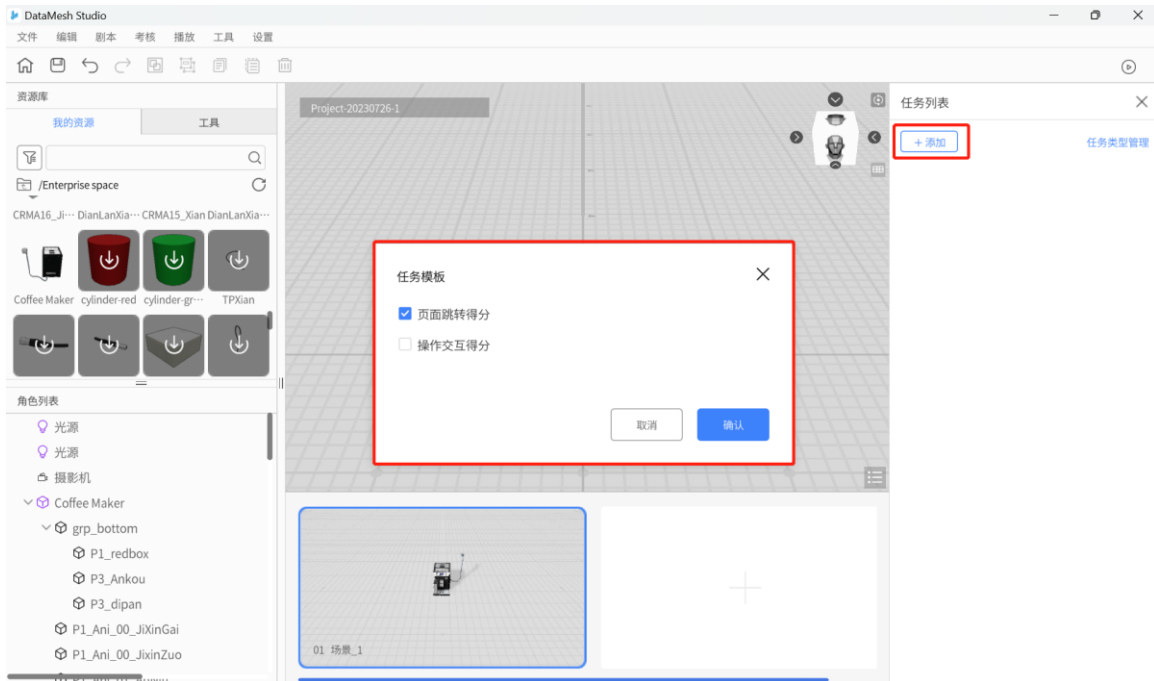 DataMesh Studio
文件 编辑 剧本 考核 播放 工具 设置
资源库
我的资源 工具
/Enterprise space
CRMA16_Ji··· DianLanXia··· CRMA15_Xian DianLanXia···
Coffee Maker cylinder-red cylinder-gr··· TPXian
角色列表
光源
光源
摄影机
Coffee Maker
grp_bottom
P1_redbox
P3_Ankou
P3_dipan
P1_Ani_00_JiXinGai
P1_Ani_00_JixinZuo
Project-20230726-1
任务模板
页面跳转得分
操作交互得分
取消 确认
01 场景_1
任务列表
+ 添加 任务类型管理